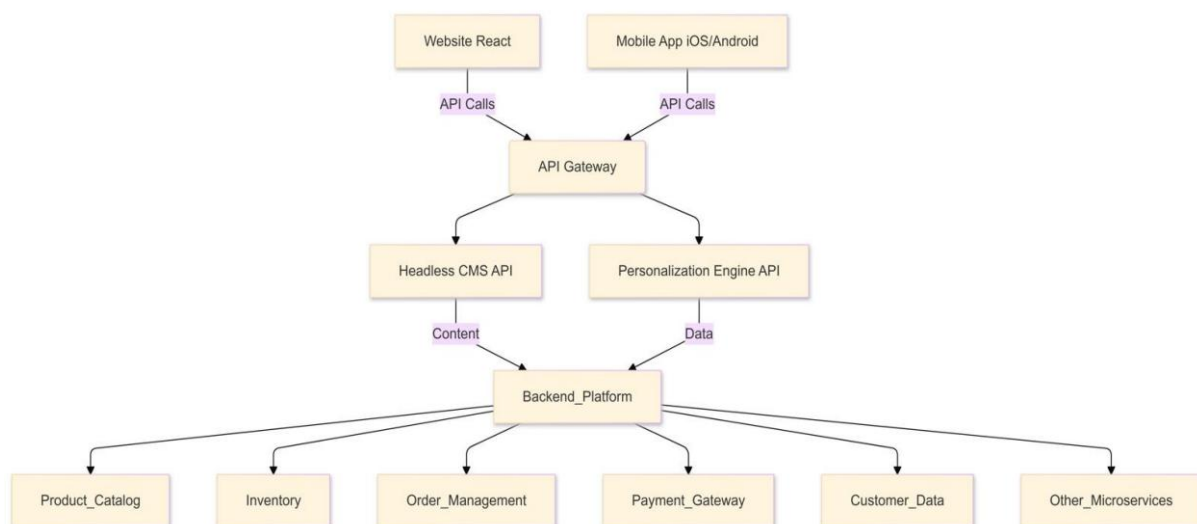 Website React
Mobile App iOS/Android
API Calls
API Calls
API Gateway
Headless CMS API
Personalization Engine API
Content
Data
Backend_Platform
Product_Catalog
Inventory
Order_Management
Payment_Gateway
Customer_Data
Other_Microservices